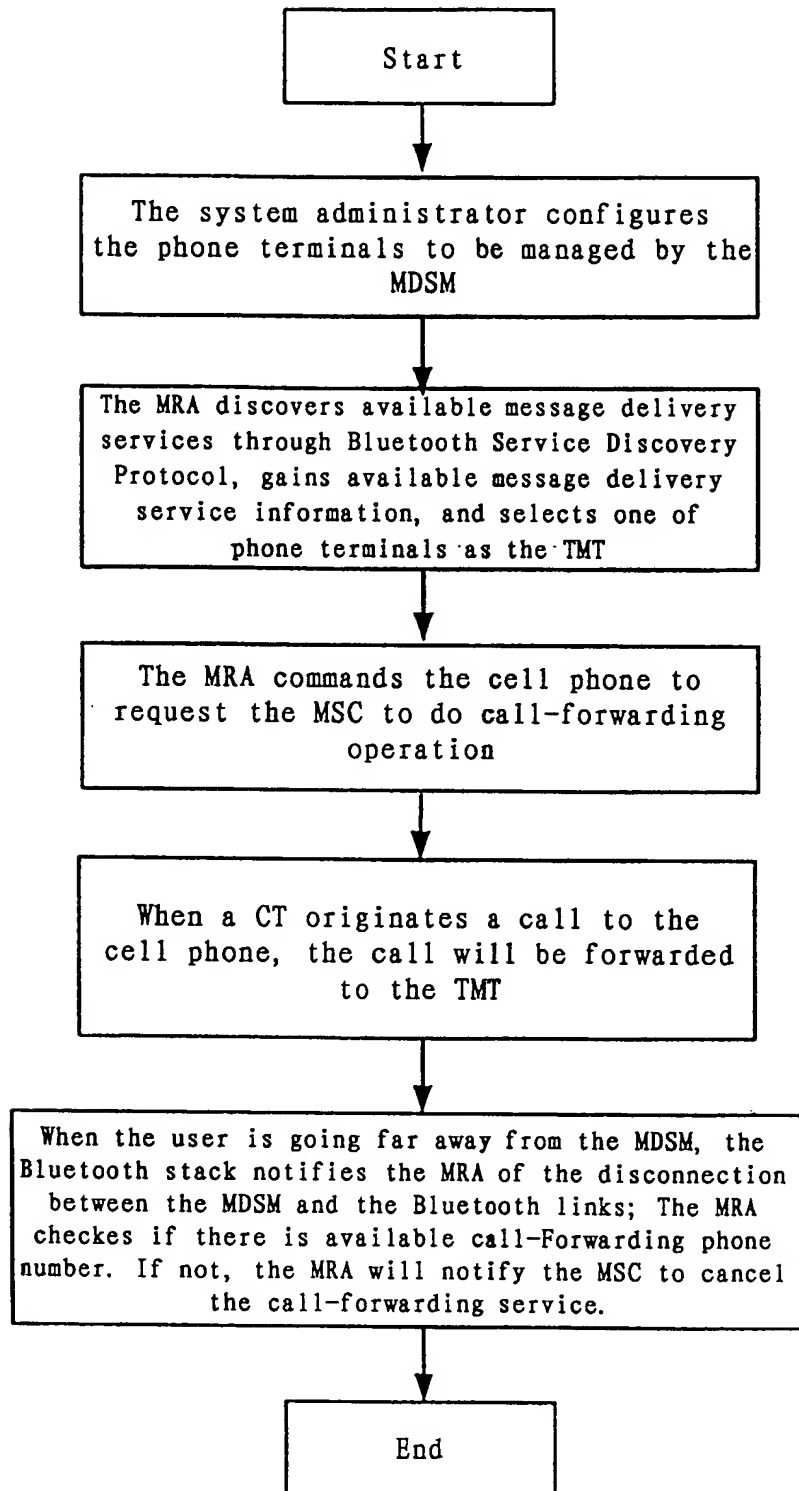 Start
The system administrator configures
the phone terminals to be managed by the
MDSM
The MRA discovers available message delivery
services through Bluetooth Service Discovery
Protocol, gains available message delivery
service information, and selects one of
phone terminals as the TMT
The MRA commands the cell phone to
request the MSC to do call-forwarding
operation
When a CT originates a call to the
cell phone, the call will be forwarded
to the TMT
When the user is going far away from the MDSM, the
Bluetooth stack notifies the MRA of the disconnection
between the MDSM and the Bluetooth links; The MRA
checkes if there is available call-Forwarding phone
number. If not, the MRA will notify the MSC to cancel
the call-forwarding service.
End